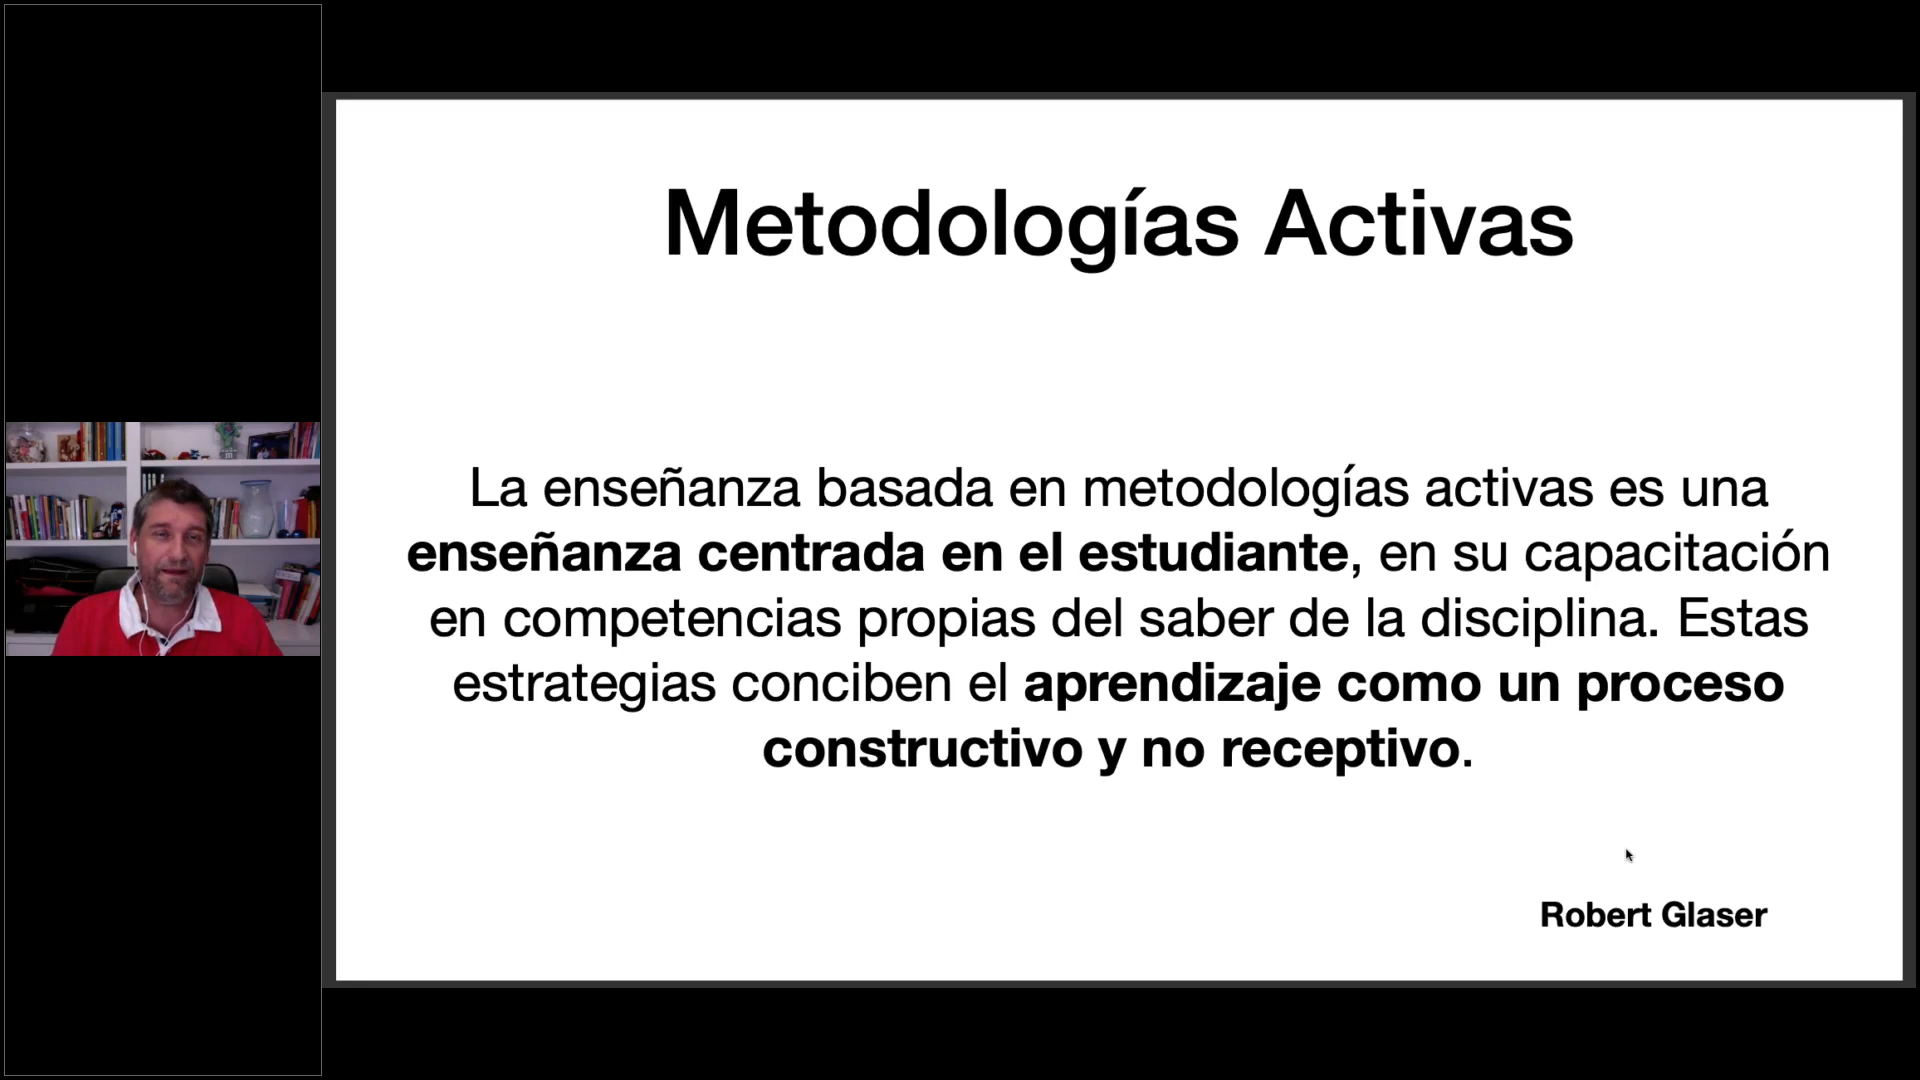 Metodologías Activas
La enseñanza basada en metodologías activas es una
enseñanza centrada en el estudiante, en su capacitación
en competencias propias del saber de la disciplina. Estas
estrategias conciben el aprendizaje como un proceso
constructivo y no receptivo.
Robert Glaser